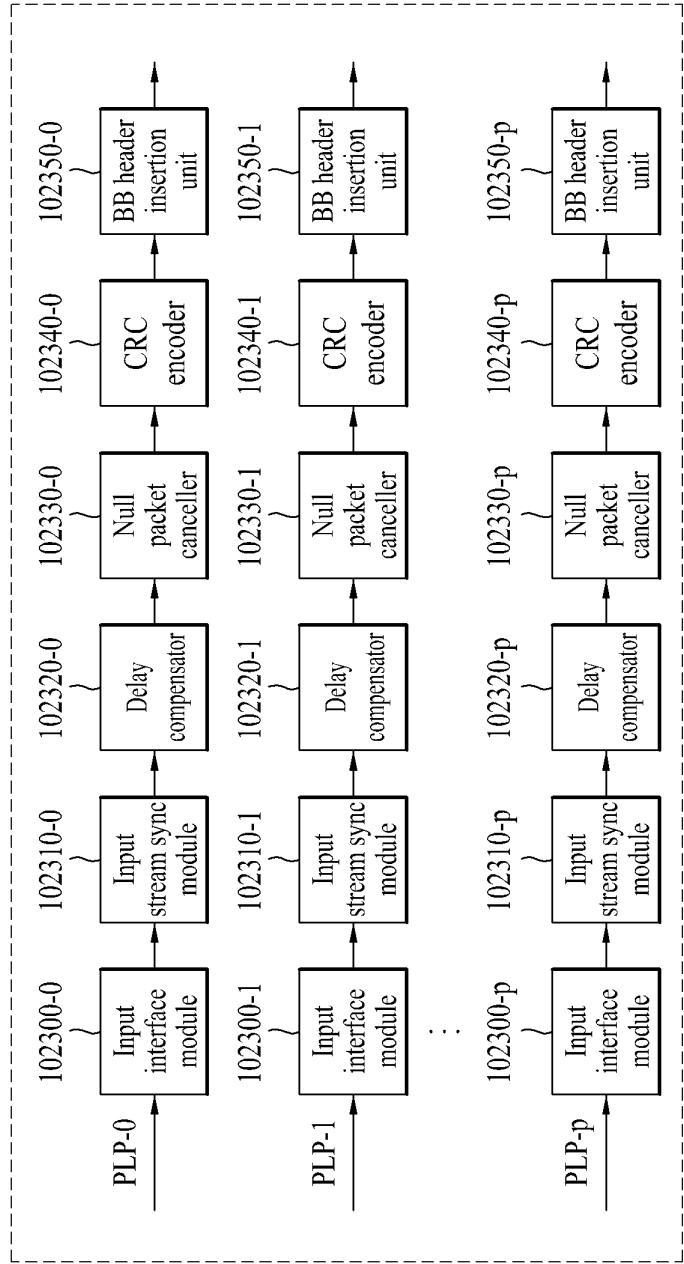 102300-0
102310-0
102320-0
102330-0
102340-0
102350-0
PLP-0
Input
interface
module
Input
stream sync
module
Delay
compensator
Null
packet
canceller
CRC
encoder
BB header
insertion
unit
102300-1
102310-1
102320-1
102330-1
102340-1
102350-1
PLP-1
Input
interface
module
Input
stream sync
module
Delay
compensator
Null
packet
canceller
CRC
encoder
BB header
insertion
unit
...
102300-p
102310-p
102320-p
102330-p
102340-p
102350-p
PLP-p
Input
interface
module
Input
stream sync
module
Delay
compensator
Null
packet
canceller
CRC
encoder
BB header
insertion
unit